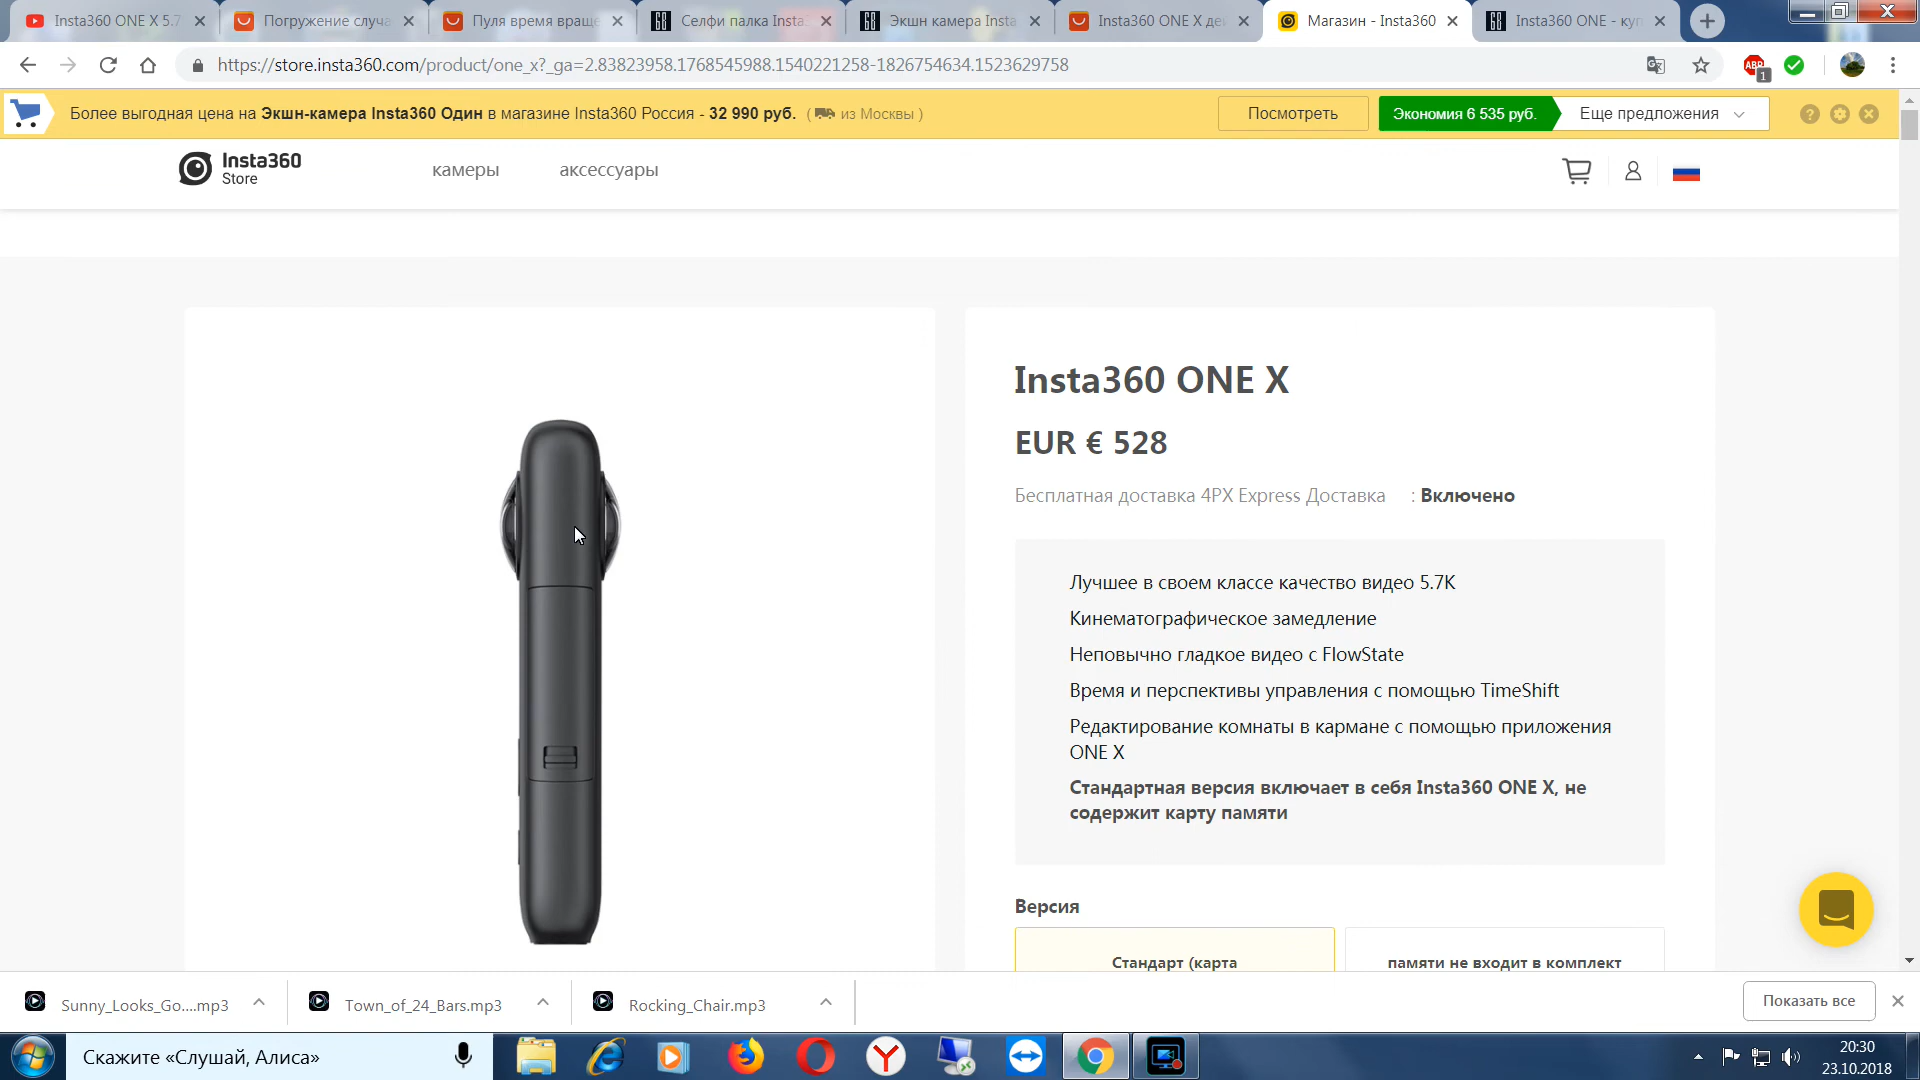 Insta360 ONE X 5.7
Погружение случа
Пуля время враще
Селфи палка Insta
Экшн камера Insta
Insta360 ONE X де
Магазин - Insta360
Insta360 ONE - куп
https://store.insta360.com/product/one_x?_ga=2.83823958.1768545988.1540221258-1826754634.1523629758
ABP
1
Более выгодная цена на Экшн-камера Insta360 Один в магазине Insta360 Россия - 32 990 руб. ( из Москвы )
Посмотреть
Экономия 6 535 руб.
Еще предложения
?
Insta360
Store
камеры
аксессуары
Insta360 ONE X
EUR € 528
Бесплатная доставка 4PX Express Доставка : Включено
Лучшее в своем классе качество видео 5.7K
Кинематографическое замедление
Неповычно гладкое видео с FlowState
Время и перспективы управления с помощью TimeShift
Редактирование комнаты в кармане с помощью приложения
ONE X
Стандартная версия включает в себя Insta360 ONE X, не
содержит карту памяти
Версия
Стандарт (карта
памяти не входит в комплект
Sunny_Looks_Go....mp3
Town_of_24_Bars.mp3
Rocking_Chair.mp3
Показать все
Скажите «Слушай, Алиса»
20:30
23.10.2018